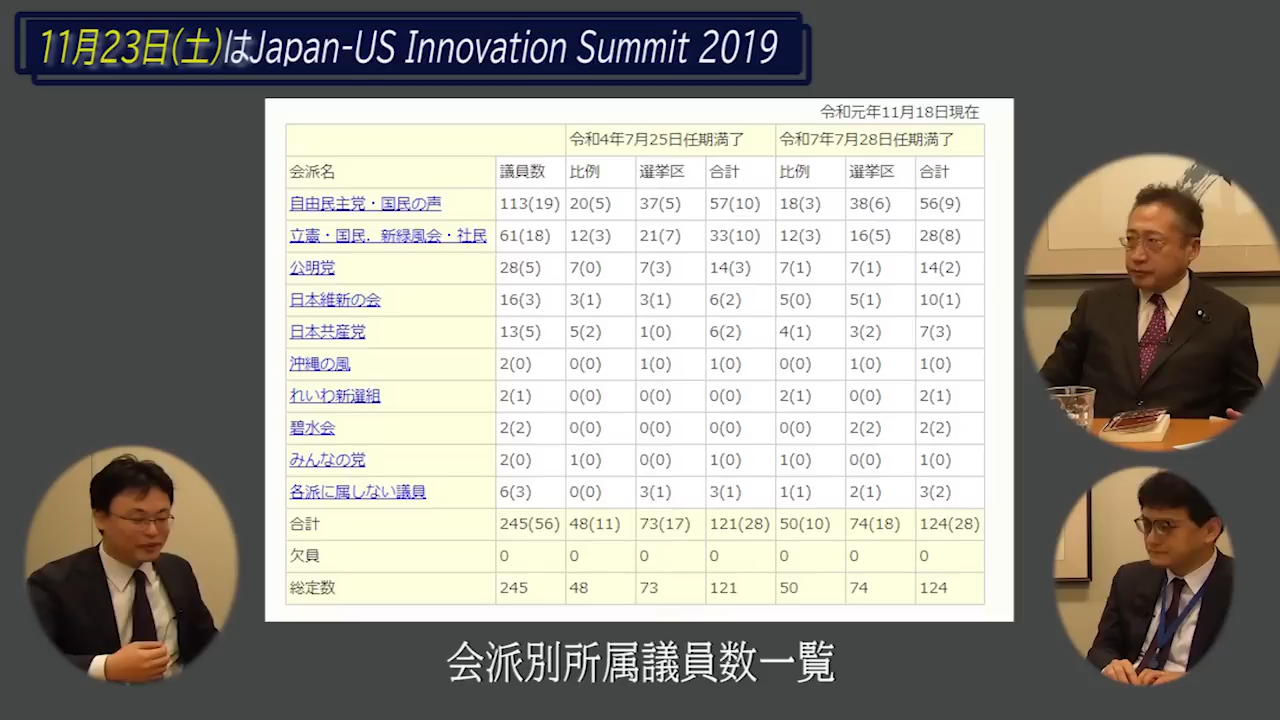 11月23日(土)はJapan-US Innovation Summit 2019
令和元年11月18日現在
令和4年7月25日任期満了 令和7年7月28日任期満了
会派名 議員数 比例 選挙区 合計 比例 選挙区 合計
自由民主党・国民の声 113(19) 20(5) 37(5) 57(10) 18(3) 38(6) 56(9)
立憲・国民．新緑風会・社民 61(18) 12(3) 21(7) 33(10) 12(3) 16(5) 28(8)
公明党 28(5) 7(0) 7(3) 14(3) 7(1) 7(1) 14(2)
日本維新の会 16(3) 3(1) 3(1) 6(2) 5(0) 5(1) 10(1)
日本共産党 13(5) 5(2) 1(0) 6(2) 4(1) 3(2) 7(3)
沖縄の風 2(0) 0(0) 1(0) 1(0) 0(0) 1(0) 1(0)
れいわ新選組 2(1) 0(0) 0(0) 0(0) 2(1) 0(0) 2(1)
碧水会 2(2) 0(0) 0(0) 0(0) 0(0) 2(2) 2(2)
みんなの党 2(0) 1(0) 0(0) 1(0) 1(0) 0(0) 1(0)
各派に属しない議員 6(3) 0(0) 3(1) 3(1) 1(1) 2(1) 3(2)
合計 245(56) 48(11) 73(17) 121(28) 50(10) 74(18) 124(28)
欠員 0 0 0 0 0 0 0
総定数 245 48 73 121 50 74 124
会派別所属議員数一覧